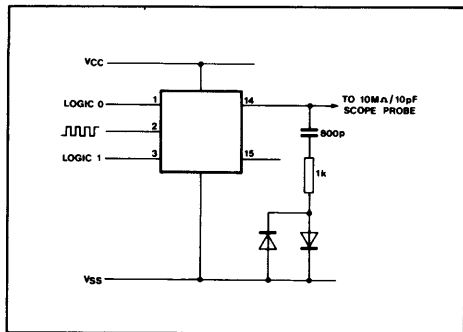 VCC
LOGIC 0
1
14
TO 10MΩ/10pF
SCOPE PROBE
800p
2
LOGIC 1
3
15
1k
VSS